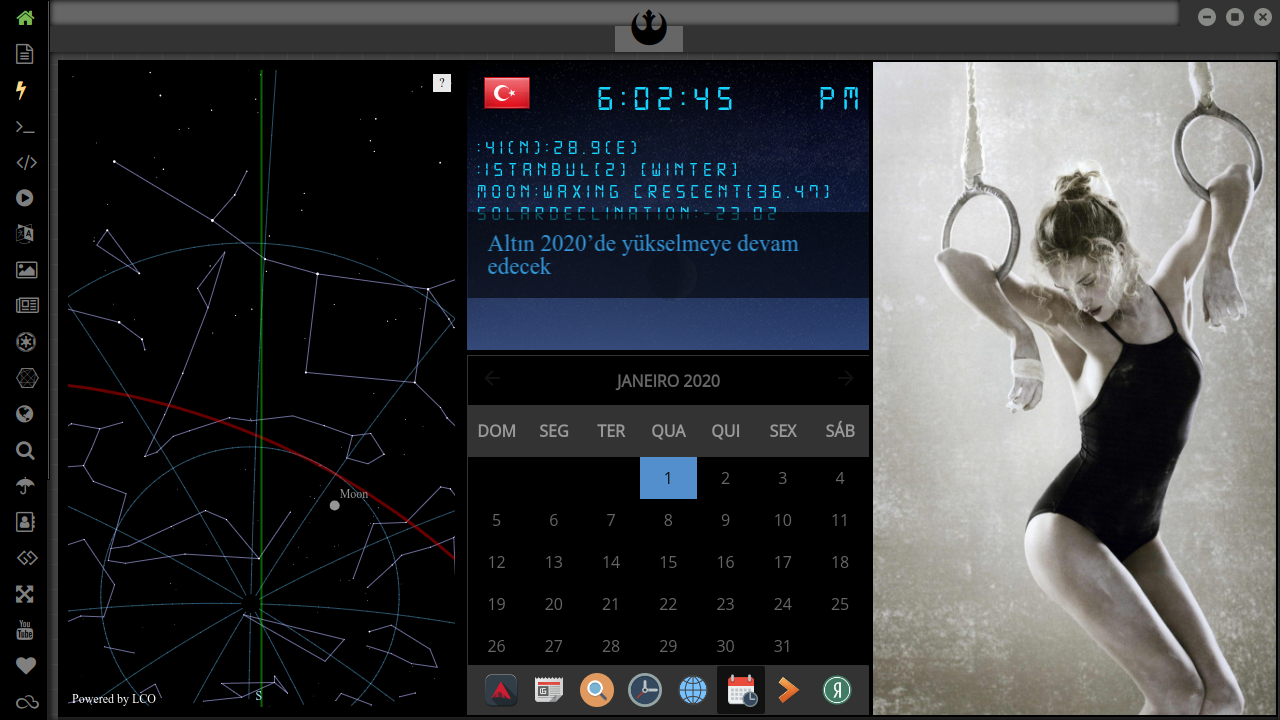 ?
6:02:45 PM
:41(N):28.9(E)
:ISTANBUL(2) (WINTER)
MOON:WAXING CRESCENT(36.47)
SOLARDECLINATION:-23.02
Altın 2020’de yükselmeye devam
edecek
JANEIRO 2020
DOM SEG TER QUA QUI SEX SÁB
1 2 3 4
5 6 7 8 9 10 11
12 13 14 15 16 17 18
19 20 21 22 23 24 25
26 27 28 29 30 31
Moon
S
Powered by LCO
You
Tube
Я